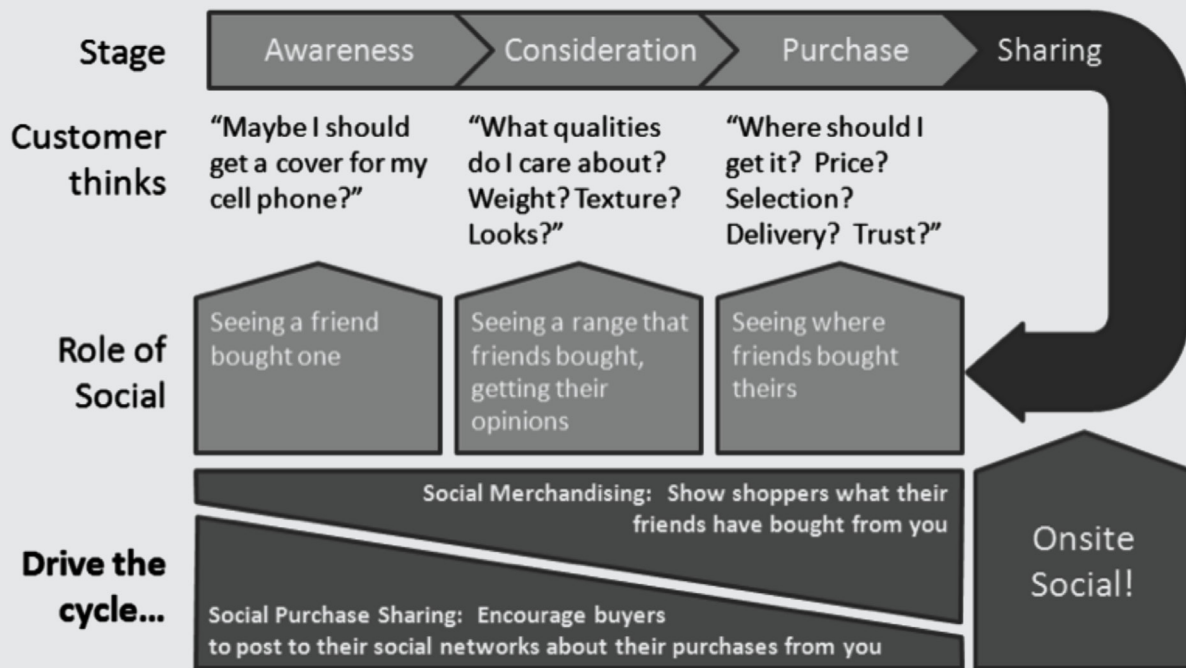 Stage
Awareness
Consideration
Purchase
Sharing
Customer
thinks
“Maybe I should
get a cover for my
cell phone?”
“What qualities
do I care about?
Weight? Texture?
Looks?”
“Where should I
get it?  Price?
Selection?
Delivery?  Trust?”
Role of
Social
Seeing a friend
bought one
Seeing a range that
friends bought,
getting their
opinions
Seeing where
friends bought
theirs
Drive the
cycle...
Social Merchandising:  Show shoppers what their
friends have bought from you
Social Purchase Sharing:  Encourage buyers
to post to their social networks about their purchases from you
Onsite
Social!